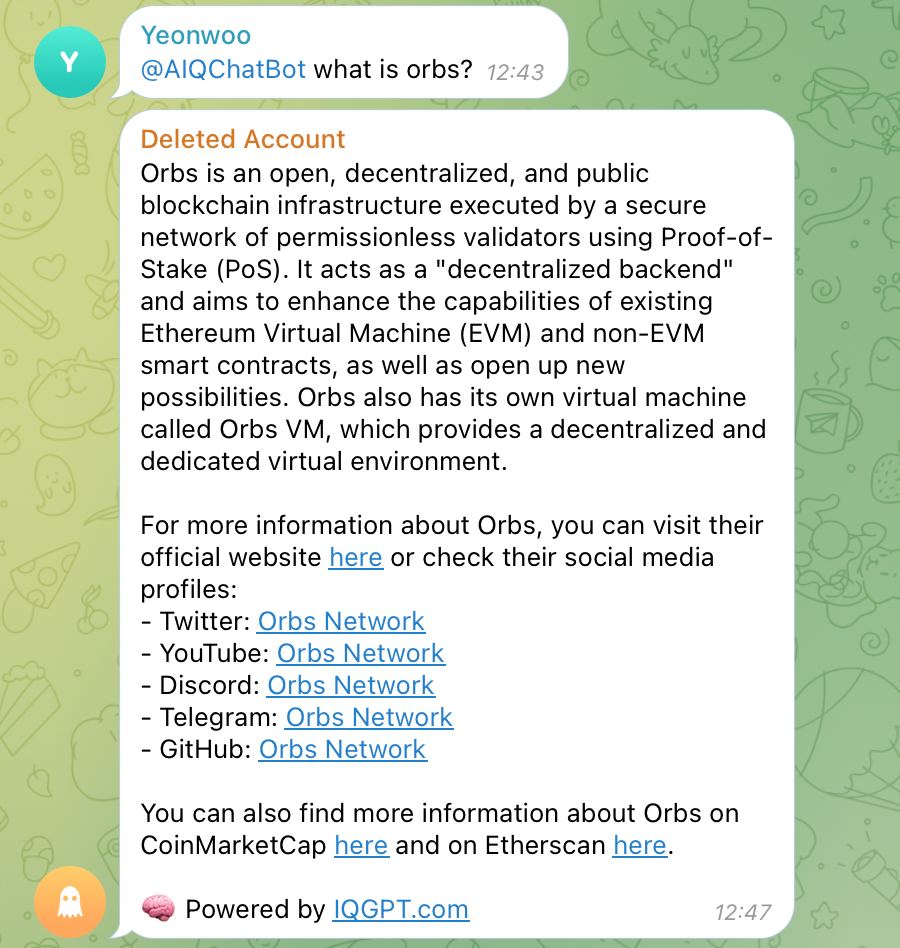 Y
Yeonwoo
@AIQChatBot what is orbs? 12:43
Deleted Account
Orbs is an open, decentralized, and public
blockchain infrastructure executed by a secure
network of permissionless validators using Proof-of-
Stake (PoS). It acts as a "decentralized backend"
and aims to enhance the capabilities of existing
Ethereum Virtual Machine (EVM) and non-EVM
smart contracts, as well as open up new
possibilities. Orbs also has its own virtual machine
called Orbs VM, which provides a decentralized and
dedicated virtual environment.
For more information about Orbs, you can visit their
official website here or check their social media
profiles:
- Twitter: Orbs Network
- YouTube: Orbs Network
- Discord: Orbs Network
- Telegram: Orbs Network
- GitHub: Orbs Network
You can also find more information about Orbs on
CoinMarketCap here and on Etherscan here.
🧠 Powered by IQGPT.com 12:47